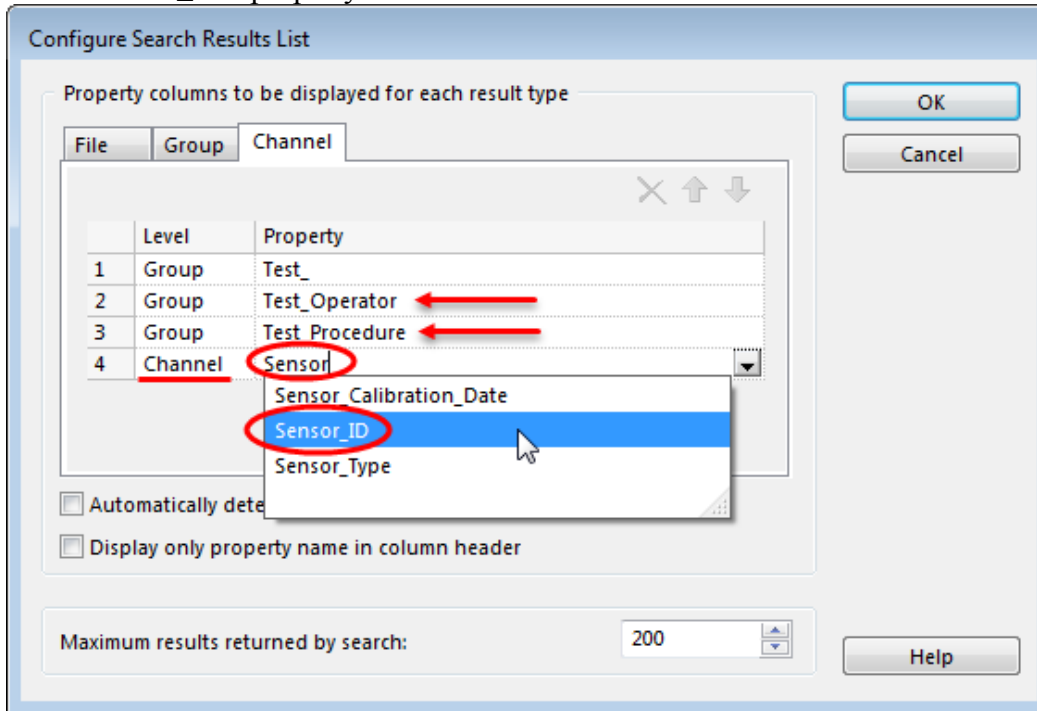 Configure Search Results List
Property columns to be displayed for each result type
OK
File Group Channel
Cancel
Level Property
1 Group Test_
2 Group Test_Operator
3 Group Test_Procedure
4 Channel Sensor
Sensor_Calibration_Date
Sensor_ID
Sensor_Type
Automatically dete
Display only property name in column header
Maximum results returned by search: 200
Help